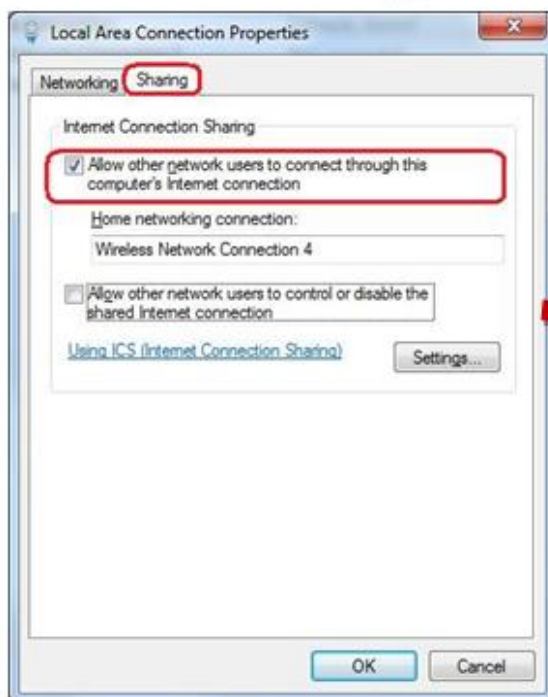 Local Area Connection Properties
Networking Sharing
Internet Connection Sharing
Allow other network users to connect through this
computer's Internet connection
Home networking connection:
Wireless Network Connection 4
Allow other network users to control or disable the
shared Internet connection
Using ICS (Internet Connection Sharing) Settings...
OK Cancel